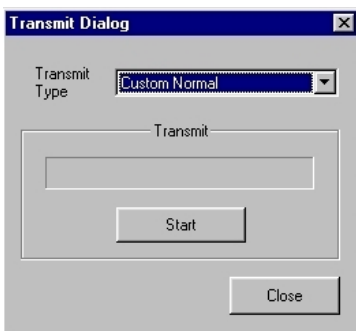 Transmit Dialog
Transmit
Type
Custom Normal
Transmit
Start
Close